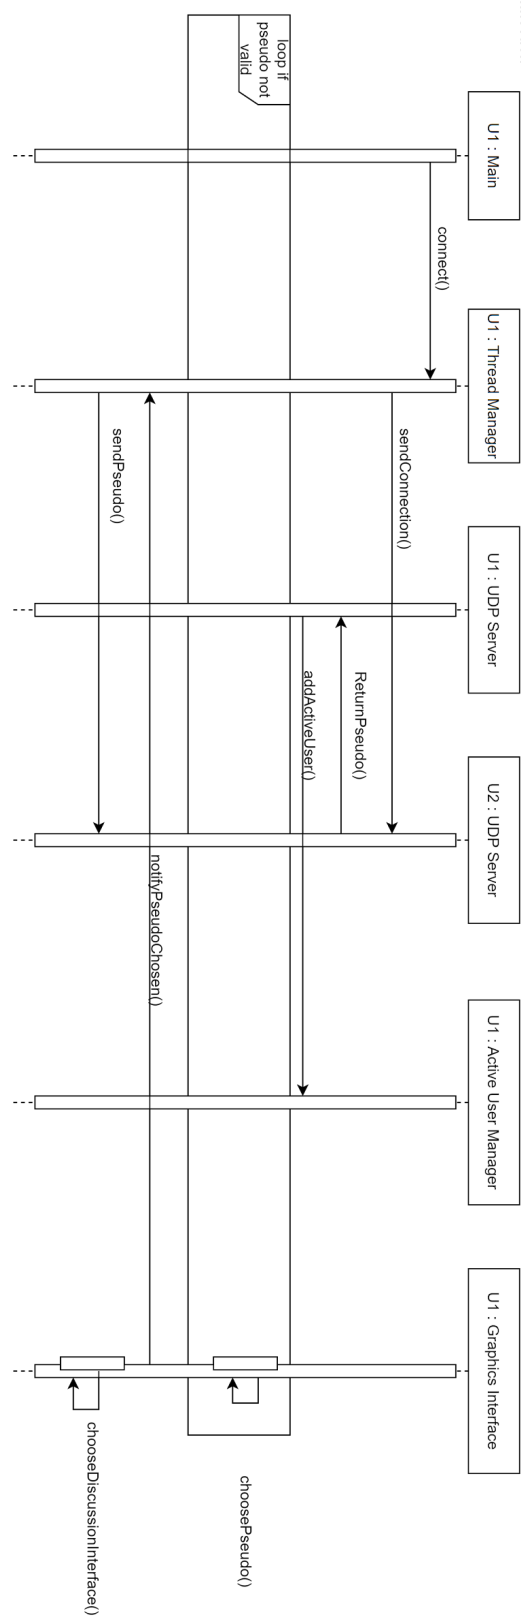 U1 : Main
U1 : Thread Manager
U1 : UDP Server
U2 : UDP Server
U1 : Active User Manager
U1 : Graphics Interface
connect()
sendConnection()
ReturnPseudo()
addActiveUser()
loop if
pseudo not
valid
choosePseudo()
notifyPseudoChosen()
sendPseudo()
chooseDiscussionInterface()